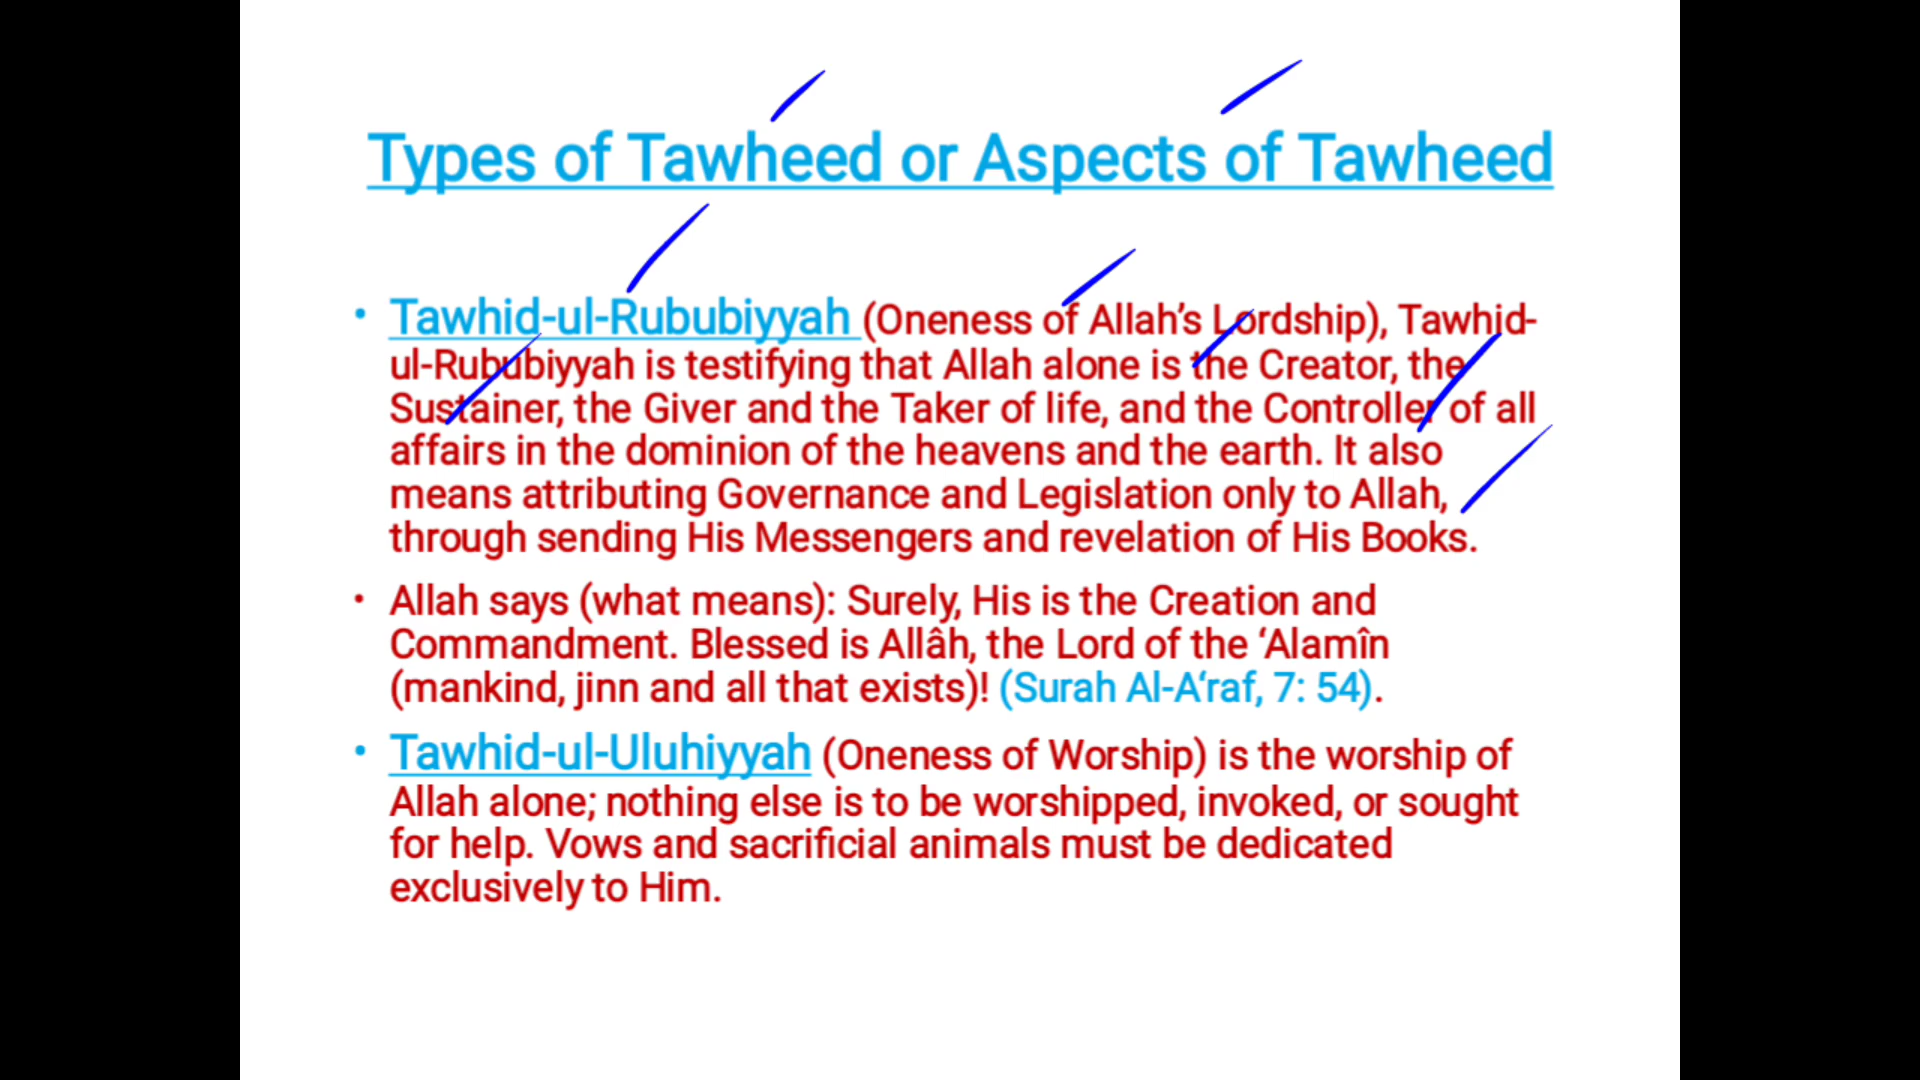 Types of Tawheed or Aspects of Tawheed
• Tawhid-ul-Rububiyyah (Oneness of Allah’s Lordship), Tawhid-
ul-Rububiyyah is testifying that Allah alone is the Creator, the
Sustainer, the Giver and the Taker of life, and the Controller of all
affairs in the dominion of the heavens and the earth. It also
means attributing Governance and Legislation only to Allah,
through sending His Messengers and revelation of His Books.
• Allah says (what means): Surely, His is the Creation and
Commandment. Blessed is Allâh, the Lord of the ‘Alamîn
(mankind, jinn and all that exists)! (Surah Al-A‘raf, 7: 54).
• Tawhid-ul-Uluhiyyah (Oneness of Worship) is the worship of
Allah alone; nothing else is to be worshipped, invoked, or sought
for help. Vows and sacrificial animals must be dedicated
exclusively to Him.